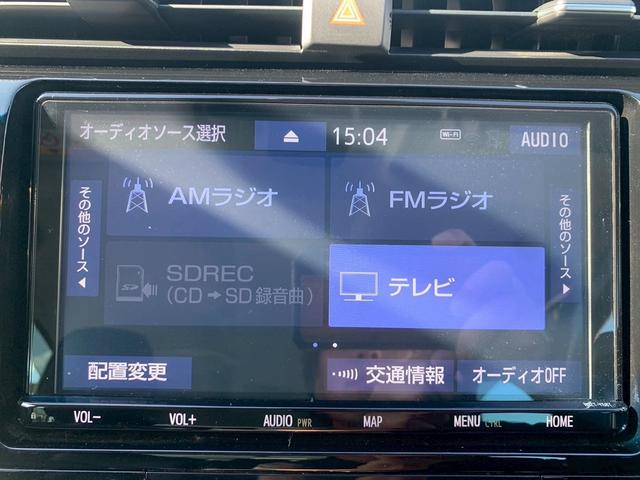 オーディオソース選択
15:04
Wi-Fi
AUDIO
その他のソース
AMラジオ
FMラジオ
その他のソース
SD
SDREC
(CD➔SD録音曲)
テレビ
配置変更
交通情報
オーディオOFF
VOL-
VOL+
AUDIO PWR
MAP
MENU CTRL
HOME